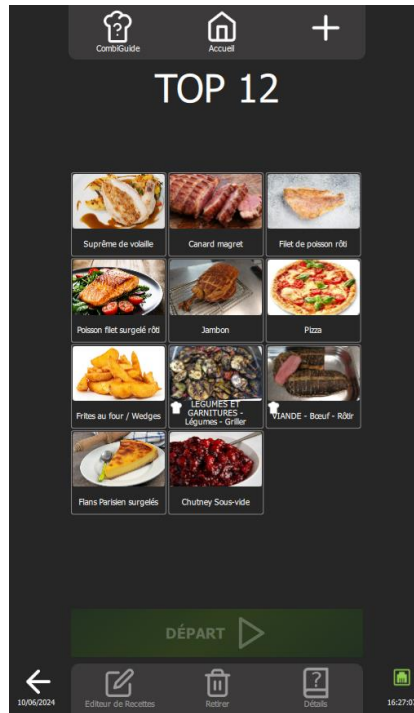 CombiGuide
Accueil
TOP 12
Suprême de volaille
Canard magret
Filet de poisson rôti
Poisson filet surgelé rôti
Jambon
Pizza
Frites au four / Wedges
LEGUMES ET
GARNITURES -
Légumes - Griller
VIANDE - Bœuf - Rôtir
Flans Parisien surgelés
Chutney Sous-vide
DÉPART
10/06/2024
Editeur de Recettes
Retirer
Détails